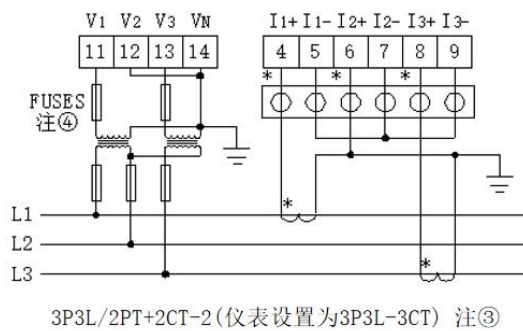 V1 V2 V3 VN I1+ I1- I2+ I2- I3+ I3-
11 12 13 14 4 5 6 7 8 9
* * *
FUSES
注④
*
L1
L2
L3
*
3P3L/2PT+2CT-2(仪表设置为3P3L-3CT) 注③